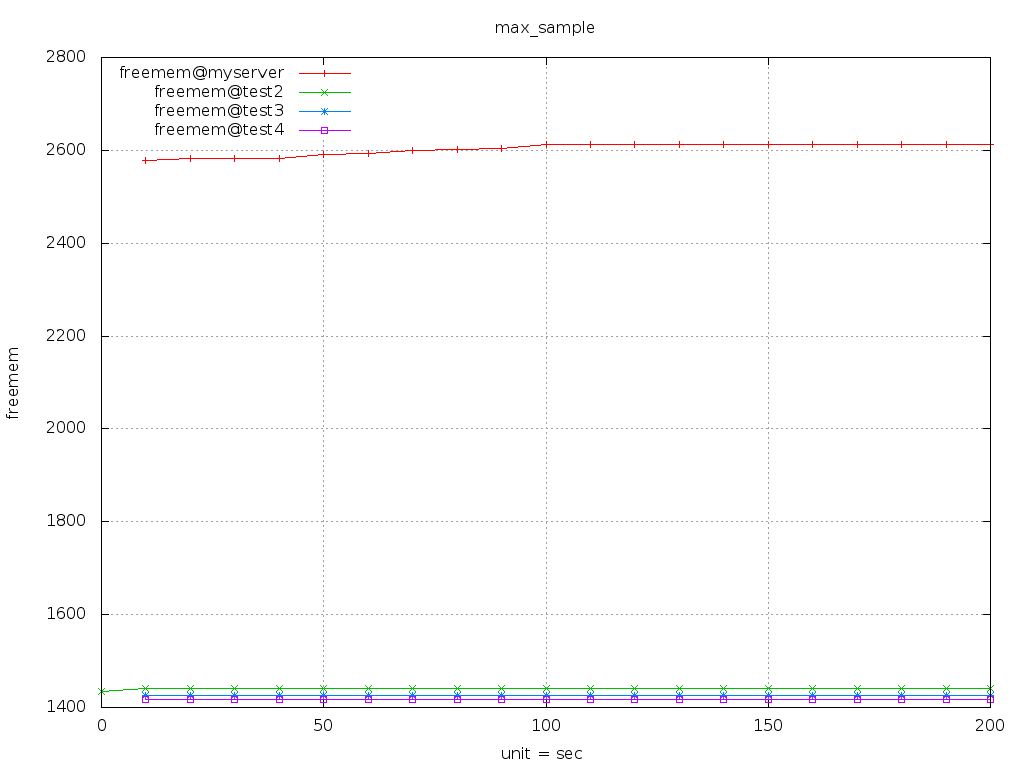 max_sample
2800
freemem@myserver
freemem@test2
freemem@test3
freemem@test4
2600
2400
2200
2000
1800
1600
1400
freemem
0 50 100 150 200
unit = sec